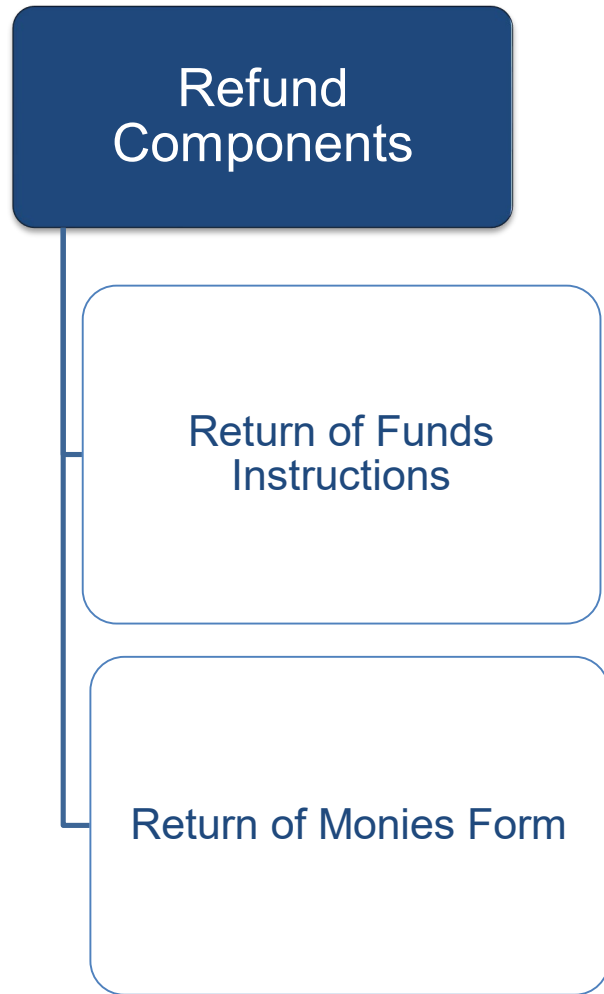 Refund
Components
Return of Funds
Instructions
Return of Monies Form